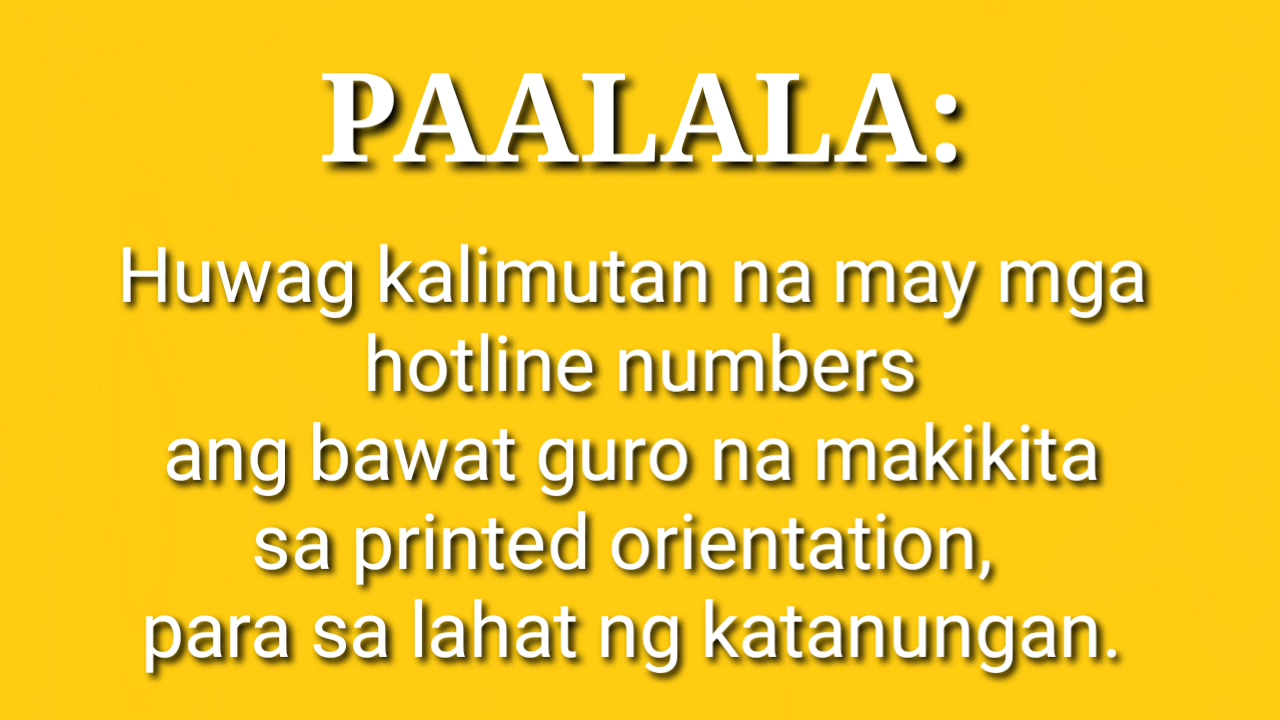 PAALALA:
Huwag kalimutan na may mga
hotline numbers
ang bawat guro na makikita
sa printed orientation,
para sa lahat ng katanungan.